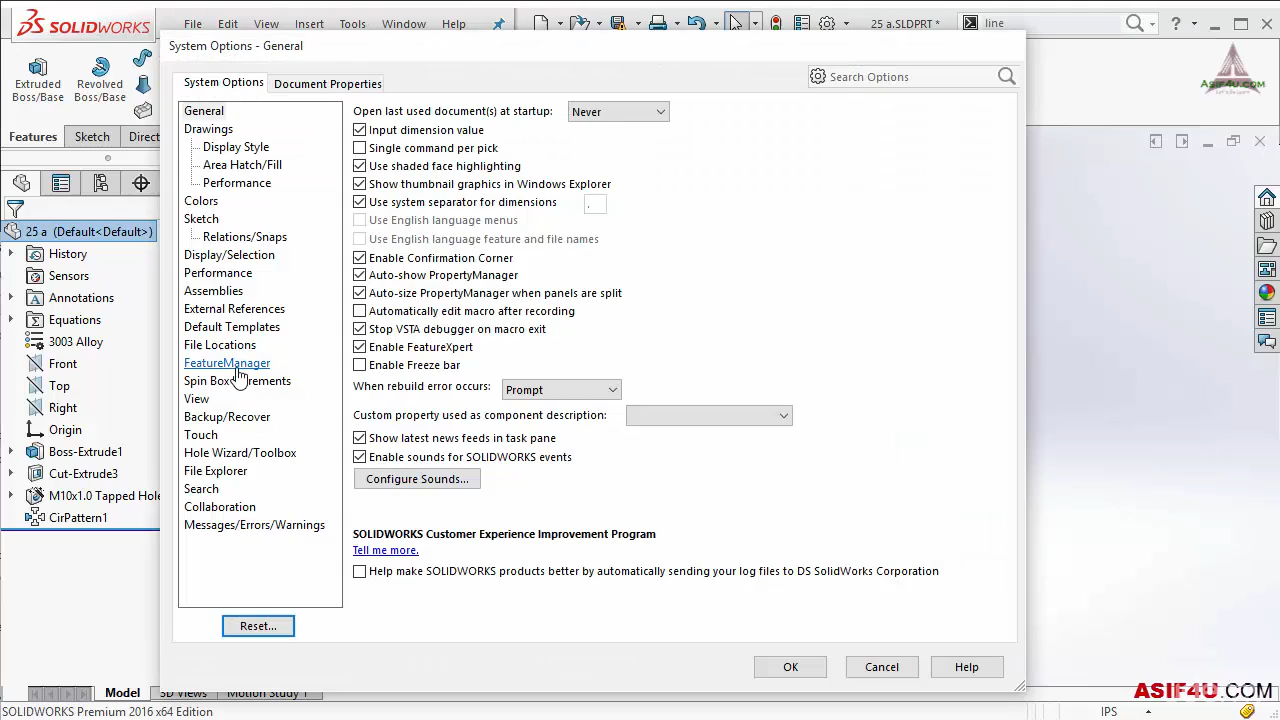 SOLIDWORKS File Edit View Insert Tools Window Help 25 a.SLDPRT * line ?
System Options - General
Extruded Boss/Base
Revolved Boss/Base
Asif4U.com
System Options Document Properties
Search Options
Features Sketch Direct
General
Drawings
Display Style
Area Hatch/Fill
Performance
Colors
Sketch
Relations/Snaps
Display/Selection
Performance
Assemblies
External References
Default Templates
File Locations
FeatureManager
View
Backup/Recover
Touch
Hole Wizard/Toolbox
File Explorer
Search
Collaboration
Messages/Errors/Warnings
Reset...
Open last used document(s) at startup: Never
Input dimension value
Single command per pick
Use shaded face highlighting
Show thumbnail graphics in Windows Explorer
Use system separator for dimensions .
Use English language menus
Use English language feature and file names
Enable Confirmation Corner
Auto-show PropertyManager
Auto-size PropertyManager when panels are split
Automatically edit macro after recording
Stop VSTA debugger on macro exit
Enable FeatureXpert
Enable Freeze bar
When rebuild error occurs: Prompt
Custom property used as component description:
Show latest news feeds in task pane
Enable sounds for SOLIDWORKS events
Configure Sounds...
SOLIDWORKS Customer Experience Improvement Program
Tell me more.
Help make SOLIDWORKS products better by automatically sending your log files to DS SolidWorks Corporation
OK Cancel Help
25 a (Default<Default>)
History
Sensors
Annotations
Equations
3003 Alloy
Front
Top
Right
Origin
Boss-Extrude1
Cut-Extrude3
M10x1.0 Tapped Hole
CirPattern1
Model 3D Views Motion Study 1
ASIF4U.COM
SOLIDWORKS Premium 2016 x64 Edition
IPS